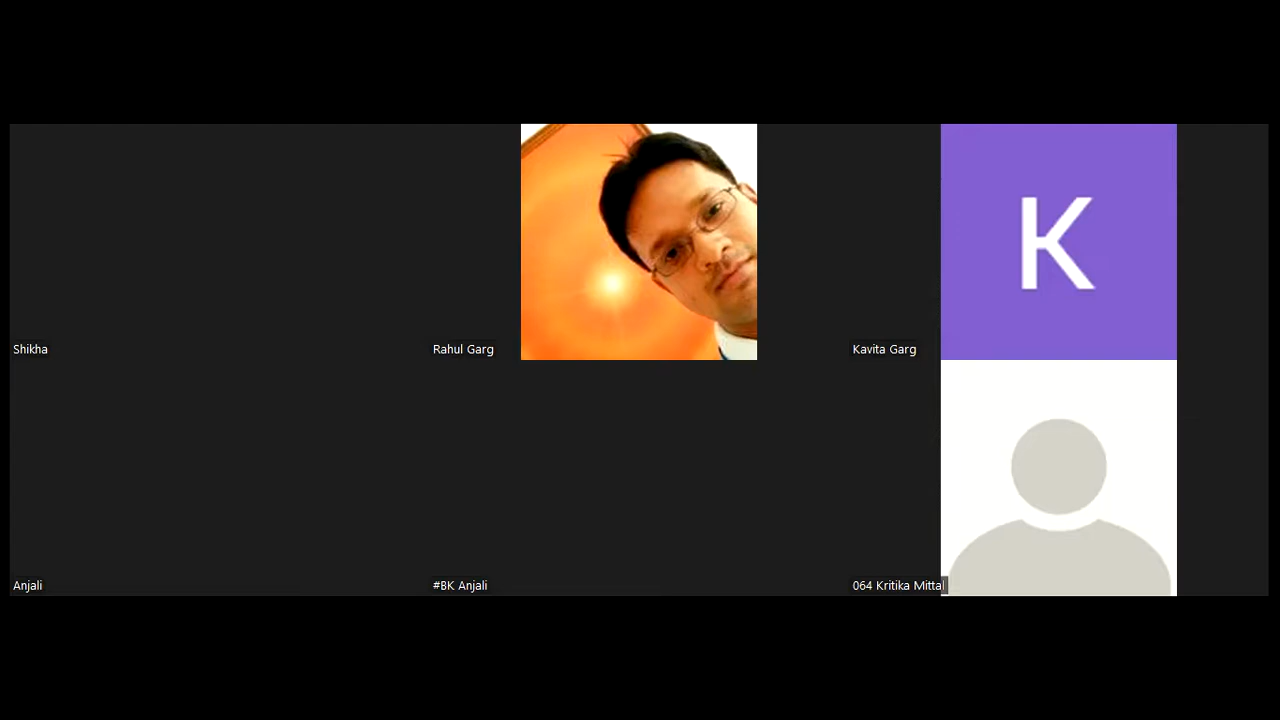 K
Shikha
Rahul Garg
Kavita Garg
Anjali
#BK Anjali
064 Kritika Mittal